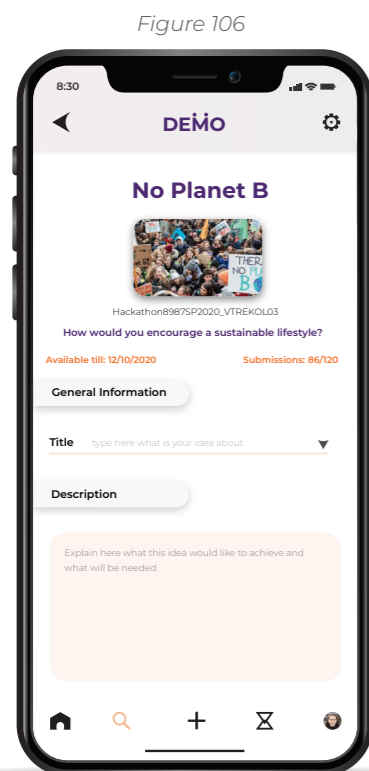 Figure 106
8:30
DEMO
No Planet B
THERE
NO PL
B
Hackathon8987SP2020_VTREKOL03
How would you encourage a sustainable lifestyle?
Available till: 12/10/2020 Submissions: 86/120
General Information
Title type here what is your idea about
Description
Explain here what this idea would like to achieve and
what will be needed